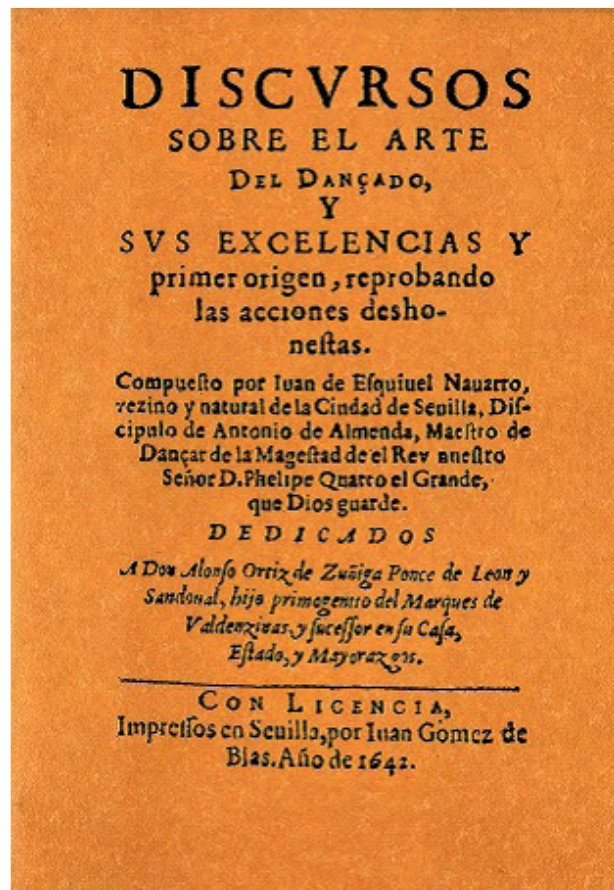 DISCVRSOS
SOBRE EL ARTE
DEL DANÇADO,
Y
SVS EXCELENCIAS Y
primer origen, reprobando
las acciones desho-
neſtas.
Compueſto por Iuan de Eſquiuel Nauarro,
vezino y natural de la Ciudad de Seuilla, Diſ-
cipulo de Antonio de Almenda, Maeſtro de
Dançar de la Mageſtad de el Rey nueſtro
Señor D. Phelipe Quarto el Grande,
que Dios guarde.
DEDICADOS
A Don Alonſo Ortiz de Zuñiga Ponce de Leon y
Sandoual, hijo primogenito del Marques de
Valdenzinas, y ſuceſſor en ſu Caſa,
Eſtado, y Mayorazgos.
CON LICENCIA,
Impreſſos en Seuilla, por Iuan Gomez de
Blas. Año de 1642.